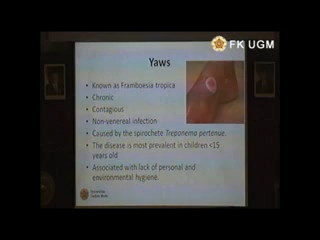 FK UGM
Yaws
• Known as Framboesia tropica
• Chronic
• Contagious
• Non-venereal infection
• Caused by the spirochete Treponema pertenue.
• The disease is most prevalent in children <15
years old
• Associated with lack of personal and
environmental hygiene.